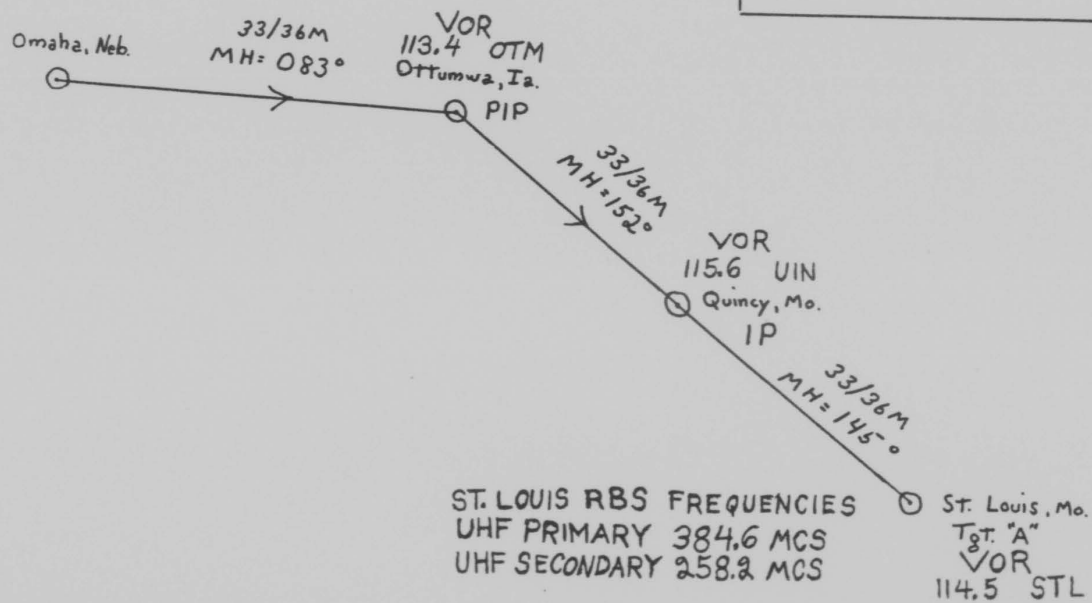 Omaha, Neb.
33/36M
MH= 083°
VOR
113.4 OTM
Ottumwa, Ia.
PIP
33/36M
MH=152°
VOR
115.6 UIN
Quincy, Mo.
IP
33/36M
MH=145°
ST. LOUIS RBS FREQUENCIES
UHF PRIMARY 384.6 MCS
UHF SECONDARY 258.2 MCS
St. Louis, Mo.
Tgt. "A"
VOR
114.5 STL